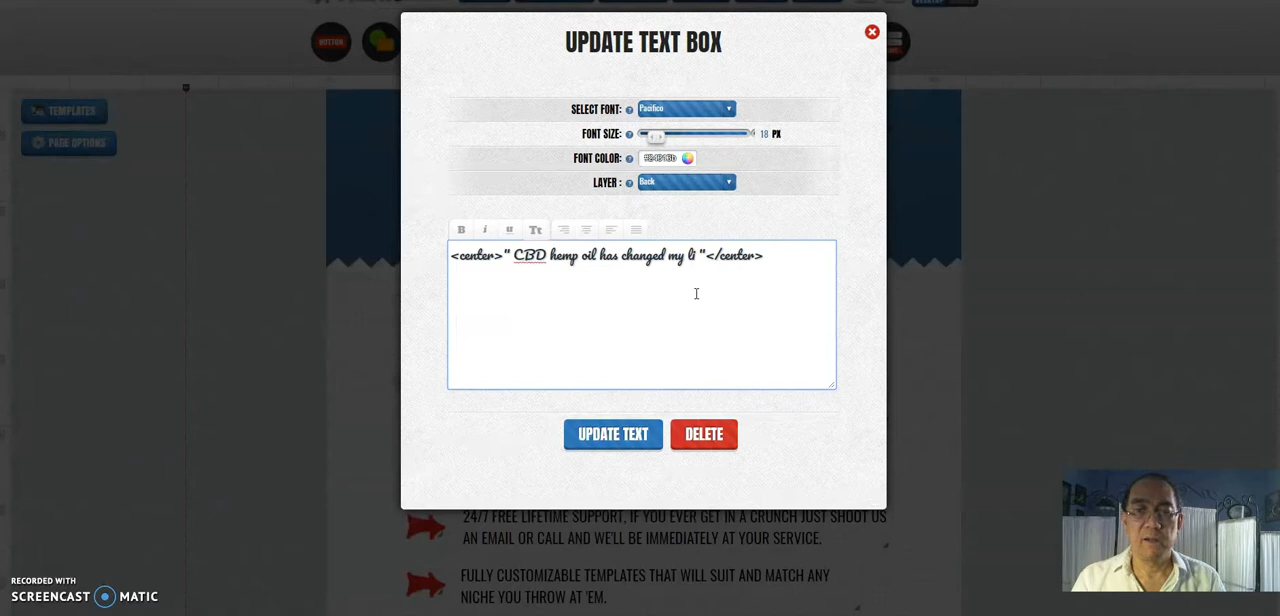 BUTTON
TEMPLATES
PAGE OPTIONS
UPDATE TEXT BOX
SELECT FONT: ? Pacifico
FONT SIZE: ? 18 PX
FONT COLOR: ?
LAYER : ? Back
B i u Tt
<center>" CBD hemp oil has changed my li "</center>
UPDATE TEXT DELETE
24/7 FREE LIFETIME SUPPORT, IF YOU EVER GET IN A CRUNCH JUST SHOOT US
AN EMAIL OR CALL AND WE'LL BE IMMEDIATELY AT YOUR SERVICE.
FULLY CUSTOMIZABLE TEMPLATES THAT WILL SUIT AND MATCH ANY
NICHE YOU THROW AT 'EM.
RECORDED WITH
SCREENCAST MATIC